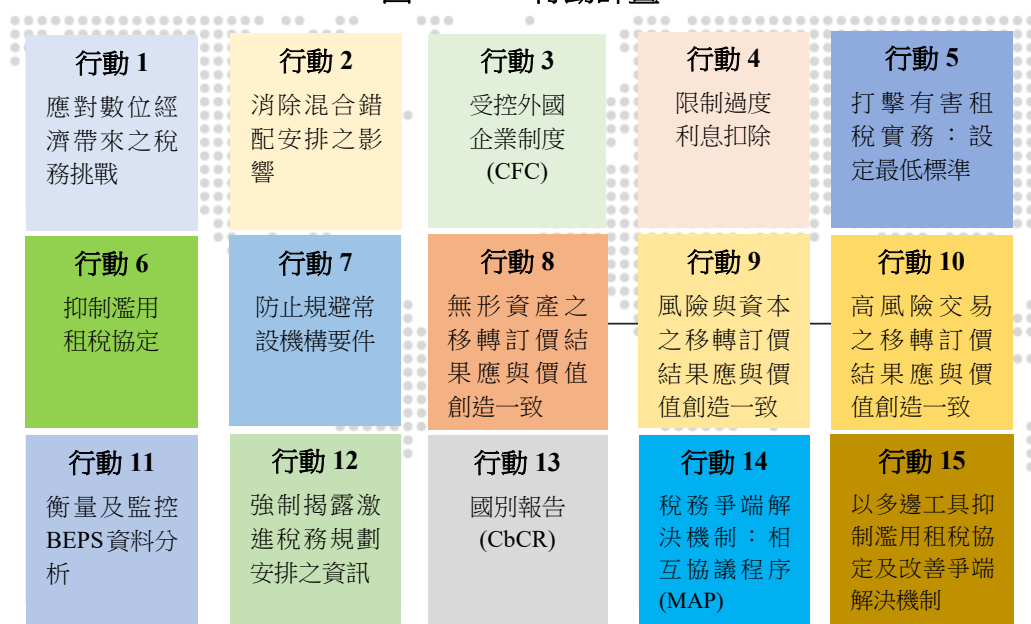 行動 1
應對數位經
濟帶來之稅
務挑戰
行動 2
消除混合錯
配安排之影
響
行動 3
受控外國
企業制度
(CFC)
行動 4
限制過度
利息扣除
行動 5
打擊有害租
稅實務：設
定最低標準
行動 6
抑制濫用
租稅協定
行動 7
防止規避常
設機構要件
行動 8
無形資產之
移轉訂價結
果應與價值
創造一致
行動 9
風險與資本
之移轉訂價
結果應與價
值創造一致
行動 10
高風險交易
之移轉訂價
結果應與價
值創造一致
行動 11
衡量及監控
BEPS 資料分
析
行動 12
強制揭露激
進稅務規劃
安排之資訊
行動 13
國別報告
(CbCR)
行動 14
稅務爭端解
決機制：相
互協議程序
(MAP)
行動 15
以多邊工具抑
制濫用租稅協
定及改善爭端
解決機制